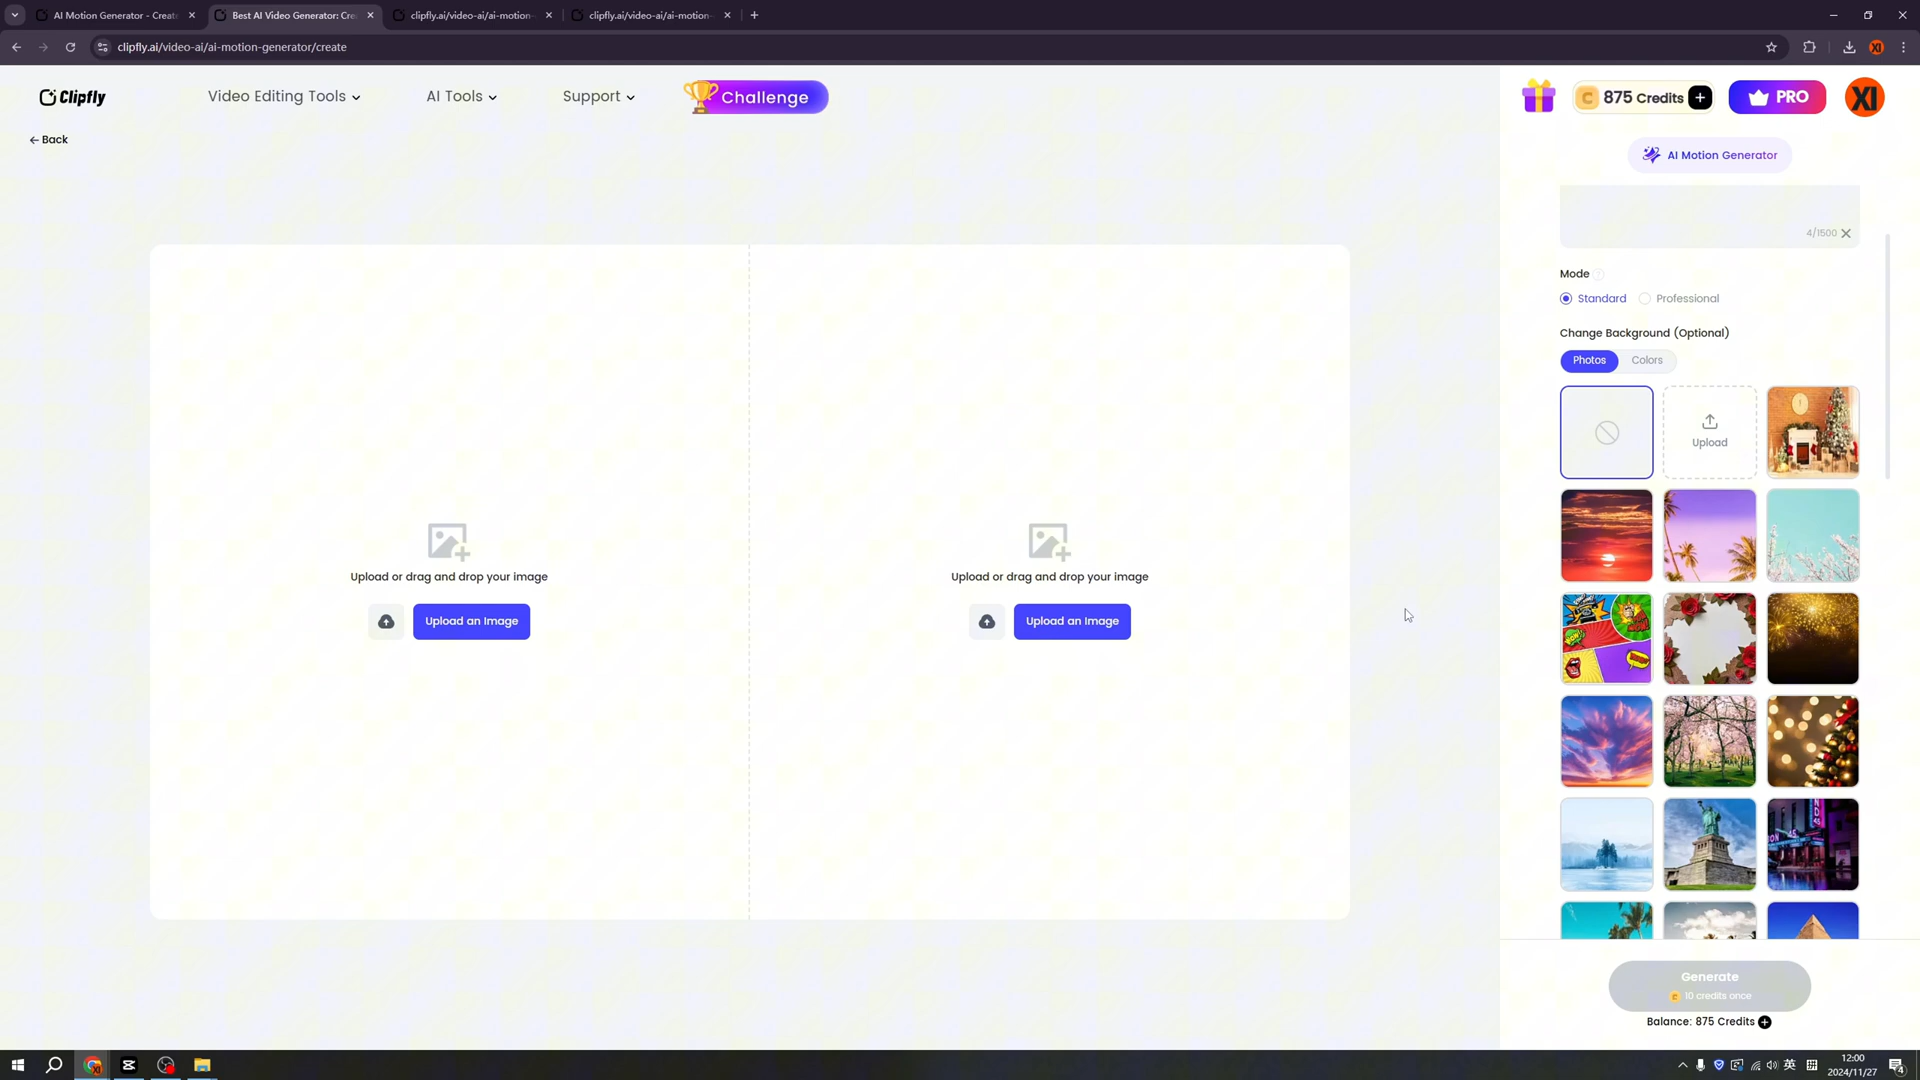 AI Motion Generator - Create
Best AI Video Generator: Cre
clipfly.ai/video-ai/ai-motion-
clipfly.ai/video-ai/ai-motion-
clipfly.ai/video-ai/ai-motion-generator/create
Clipfly
Video Editing Tools
AI Tools
Support
Challenge
875 Credits
PRO
XI
Back
AI Motion Generator
4/1500
Mode
Standard
Professional
Change Background (Optional)
Photos
Colors
Upload
Upload or drag and drop your image
Upload an Image
Upload or drag and drop your image
Upload an Image
Generate
10 credits once
Balance: 875 Credits
英
12:00
2024/11/27